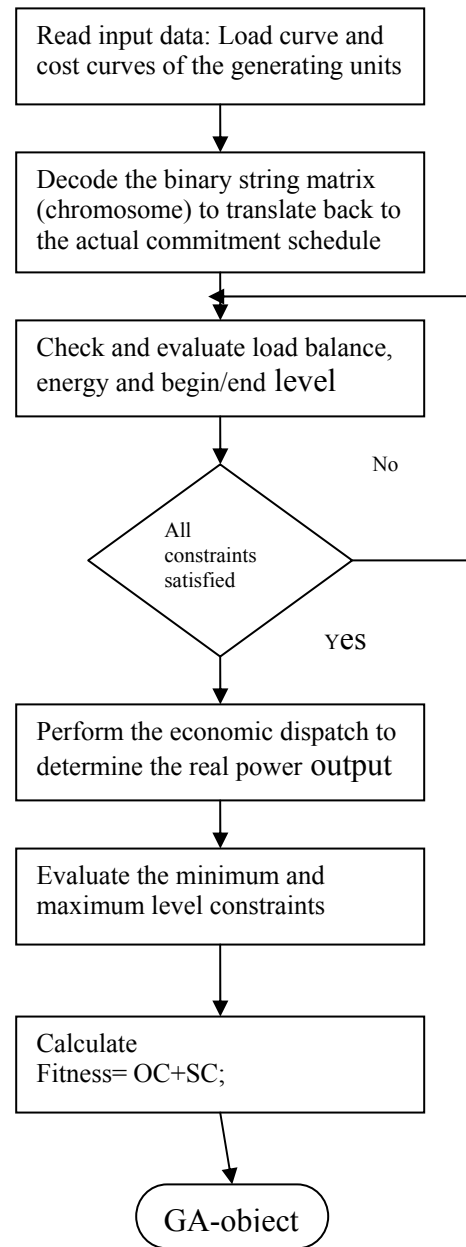 Read input data: Load curve and
cost curves of the generating units
Decode the binary string matrix
(chromosome) to translate back to
the actual commitment schedule
Check and evaluate load balance,
energy and begin/end level
No
All
constraints
satisfied
Yes
Perform the economic dispatch to
determine the real power output
Evaluate the minimum and
maximum level constraints
Calculate
Fitness= OC+SC;
GA-object